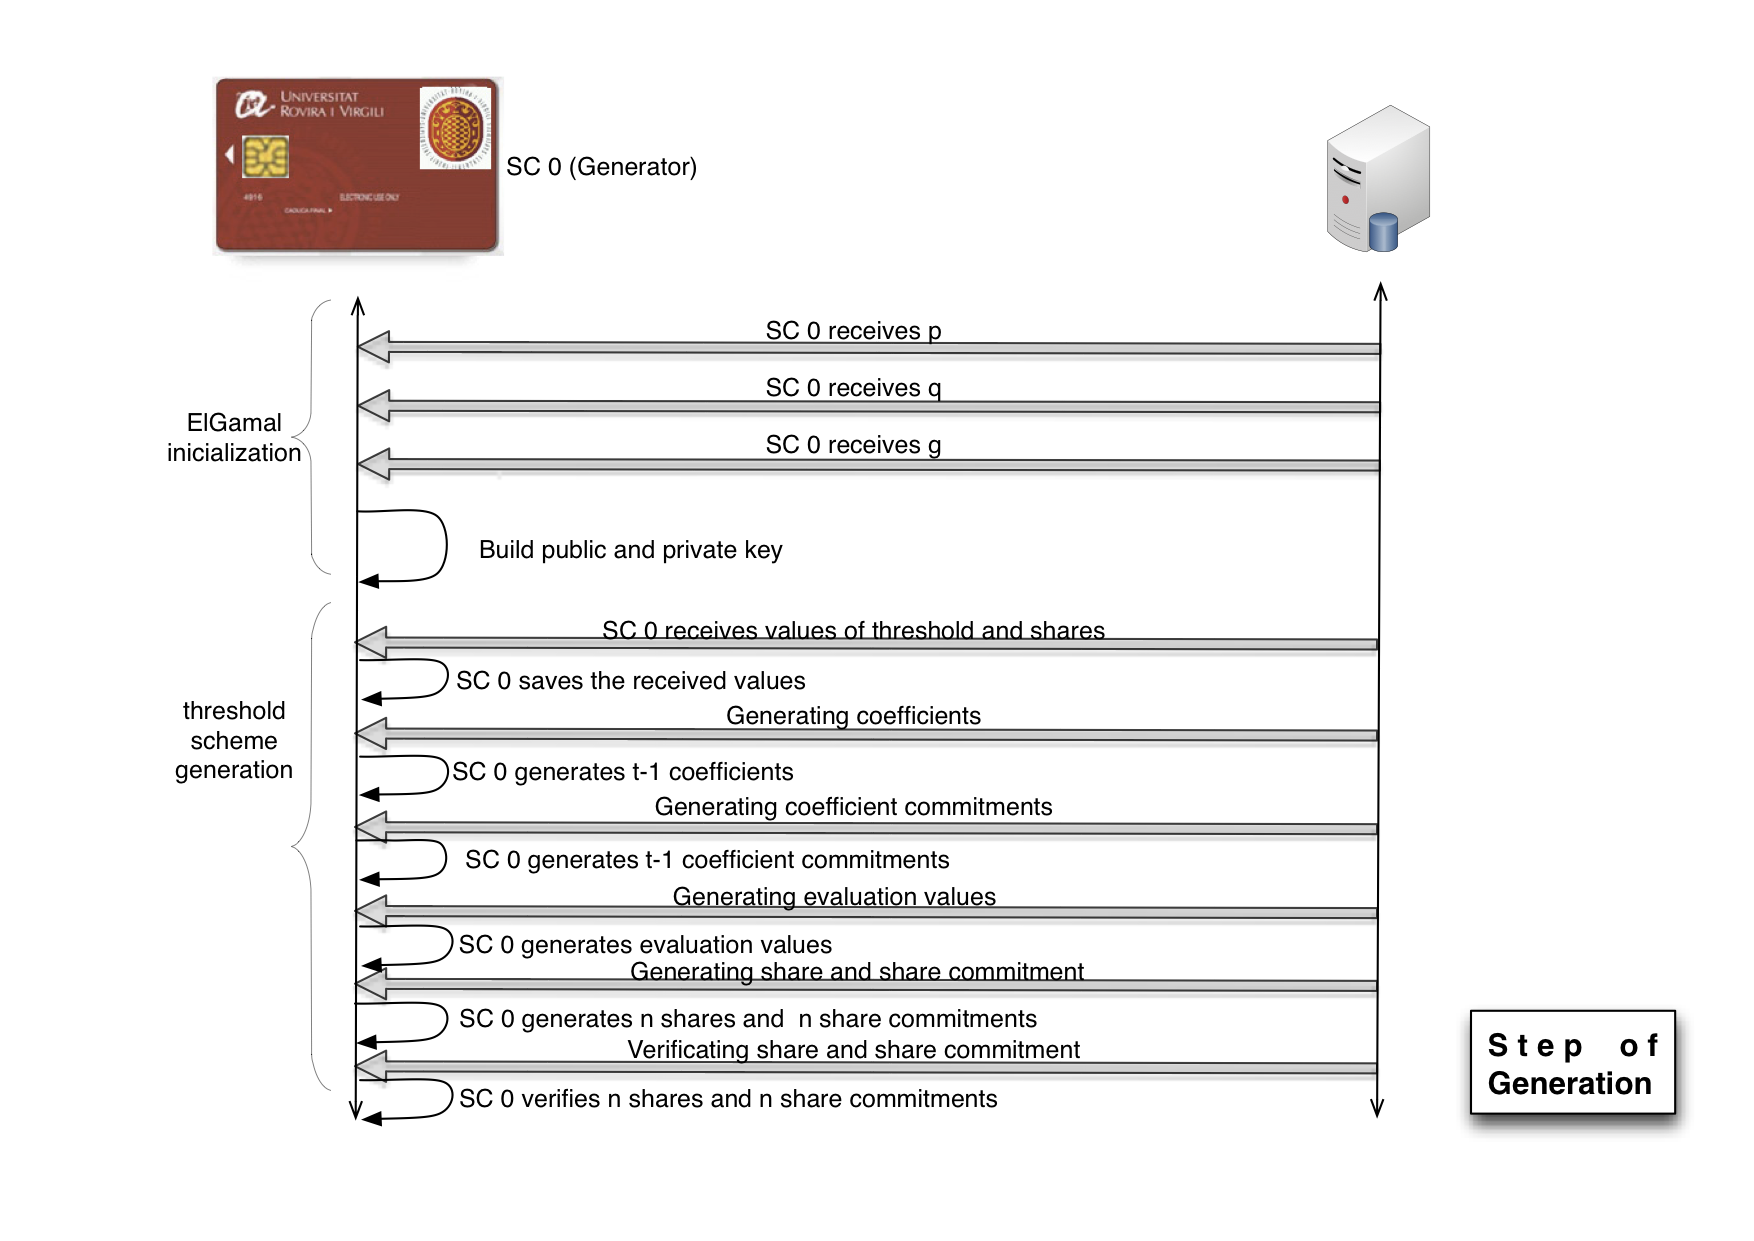 UNIVERSITAT
ROVIRA I VIRGILI
4916
ELECTRONIC USE ONLY
CADUCA FINAL
SC 0 (Generator)
SC 0 receives p
SC 0 receives q
SC 0 receives g
ElGamal
inicialization
Build public and private key
SC 0 receives values of threshold and shares
SC 0 saves the received values
threshold
scheme
generation
Generating coefficients
SC 0 generates t-1 coefficients
Generating coefficient commitments
SC 0 generates t-1 coefficient commitments
Generating evaluation values
SC 0 generates evaluation values
Generating share and share commitment
SC 0 generates n shares and  n share commitments
Verificating share and share commitment
SC 0 verifies n shares and n share commitments
Step of
Generation